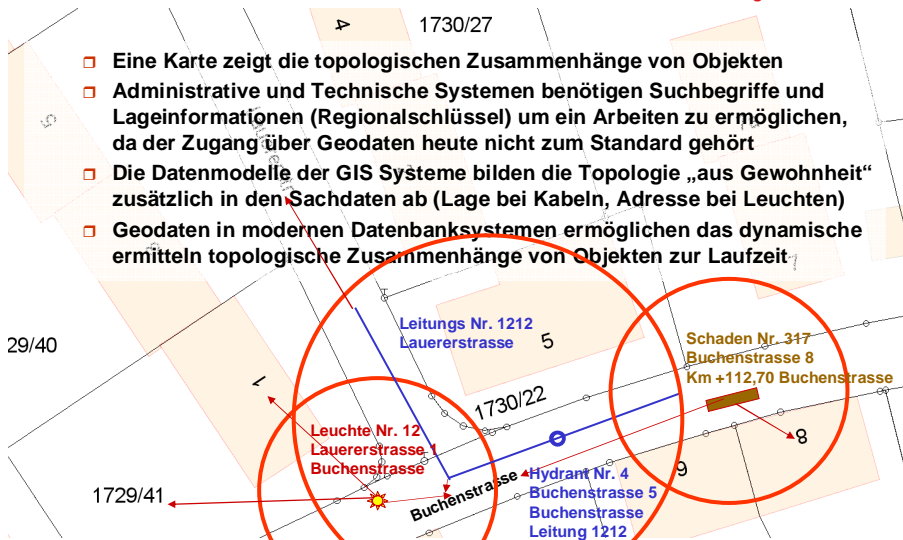 4
1730/27
Eine Karte zeigt die topologischen Zusammenhänge von Objekten
Administrative und Technische Systemen benötigen Suchbegriffe und
Lageinformationen (Regionalschlüssel) um ein Arbeiten zu ermöglichen,
da der Zugang über Geodaten heute nicht zum Standard gehört
Die Datenmodelle der GIS Systeme bilden die Topologie „aus Gewohnheit“
zusätzlich in den Sachdaten ab (Lage bei Kabeln, Adresse bei Leuchten)
Geodaten in modernen Datenbanksystemen ermöglichen das dynamische
ermitteln topologische Zusammenhänge von Objekten zur Laufzeit
29/40
Leitungs Nr. 1212
Lauererstrasse
5
Schaden Nr. 317
Buchenstrasse 8
Km +112,70 Buchenstrasse
1
1730/22
Leuchte Nr. 12
Lauererstrasse 1
Buchenstrasse
8
6
1729/41
Buchenstrasse
Hydrant Nr. 4
Buchenstrasse 5
Buchenstrasse
Leitung 1212